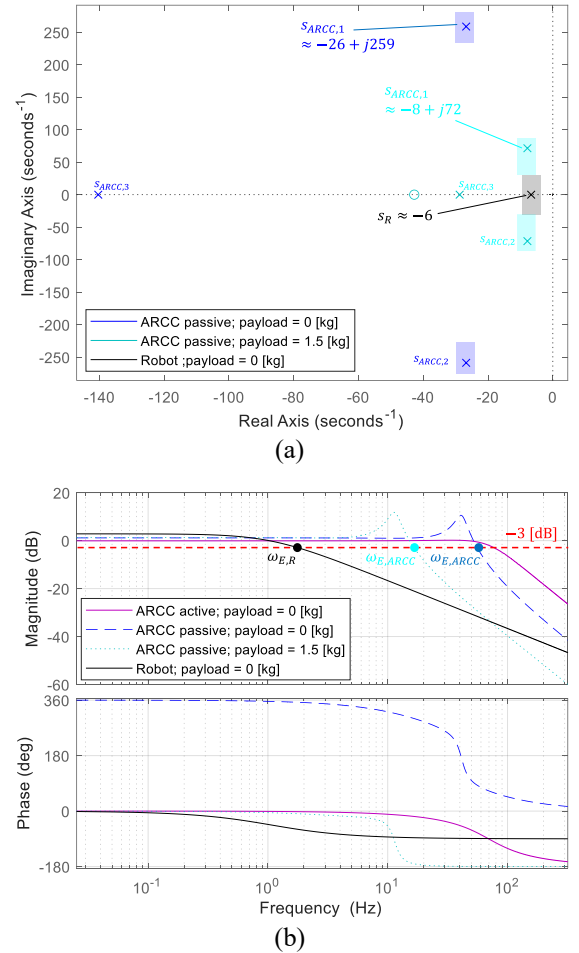 250
200
150
100
50
0
-50
-100
-150
-200
-250
Imaginary Axis (seconds⁻¹)
s_ARCC,1
≈ −26 + j259
s_ARCC,1
≈ −8 + j72
s_ARCC,3
s_ARCC,3
s_R ≈ −6
s_ARCC,2
s_ARCC,2
ARCC passive; payload = 0 [kg]
ARCC passive; payload = 1.5 [kg]
Robot ;payload = 0 [kg]
-140 -120 -100 -80 -60 -40 -20 0
Real Axis (seconds⁻¹)
(a)
20
0
-20
-40
-60
Magnitude (dB)
−3 [dB]
ω_E,R ω_E,ARCC ω_E,ARCC
ARCC active; payload = 0 [kg]
ARCC passive; payload = 0 [kg]
ARCC passive; payload = 1.5 [kg]
Robot; payload = 0 [kg]
360
180
0
-180
Phase (deg)
10⁻¹ 10⁰ 10¹ 10²
Frequency (Hz)
(b)